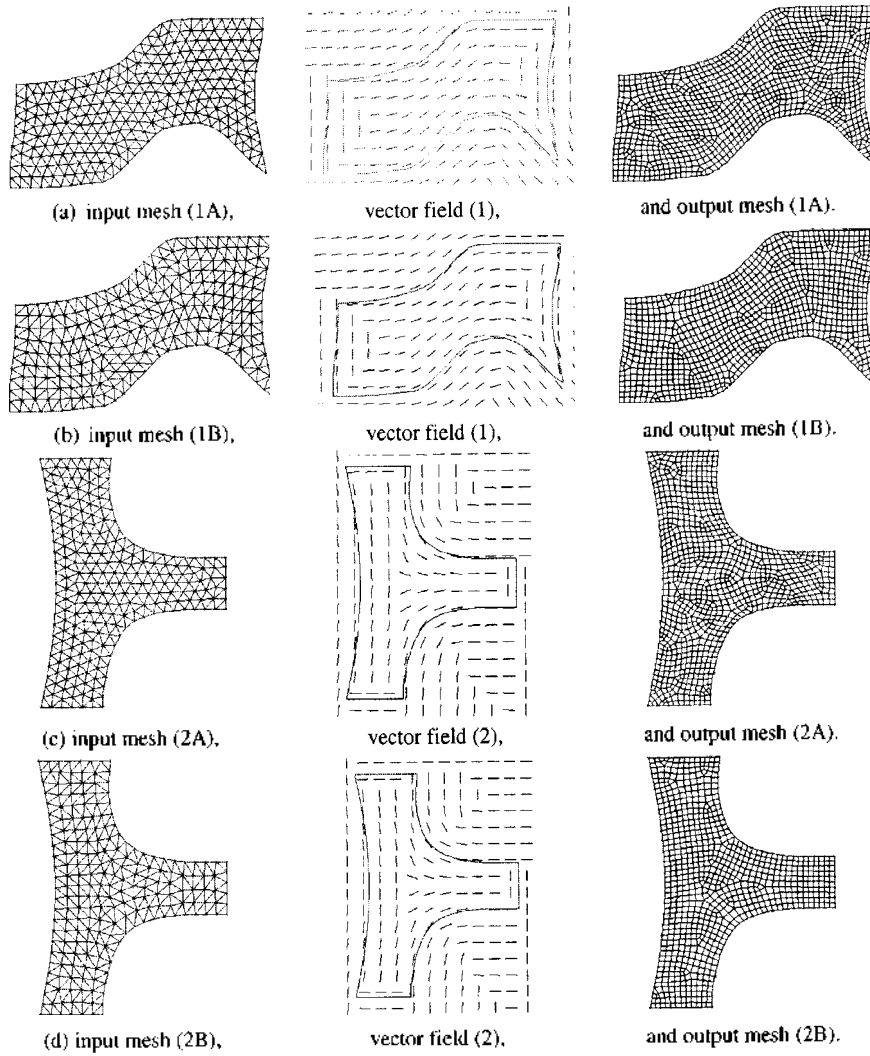 (a) input mesh (1A), vector field (1), and output mesh (1A).
(b) input mesh (1B), vector field (1), and output mesh (1B).
(c) input mesh (2A), vector field (2), and output mesh (2A).
(d) input mesh (2B), vector field (2), and output mesh (2B).